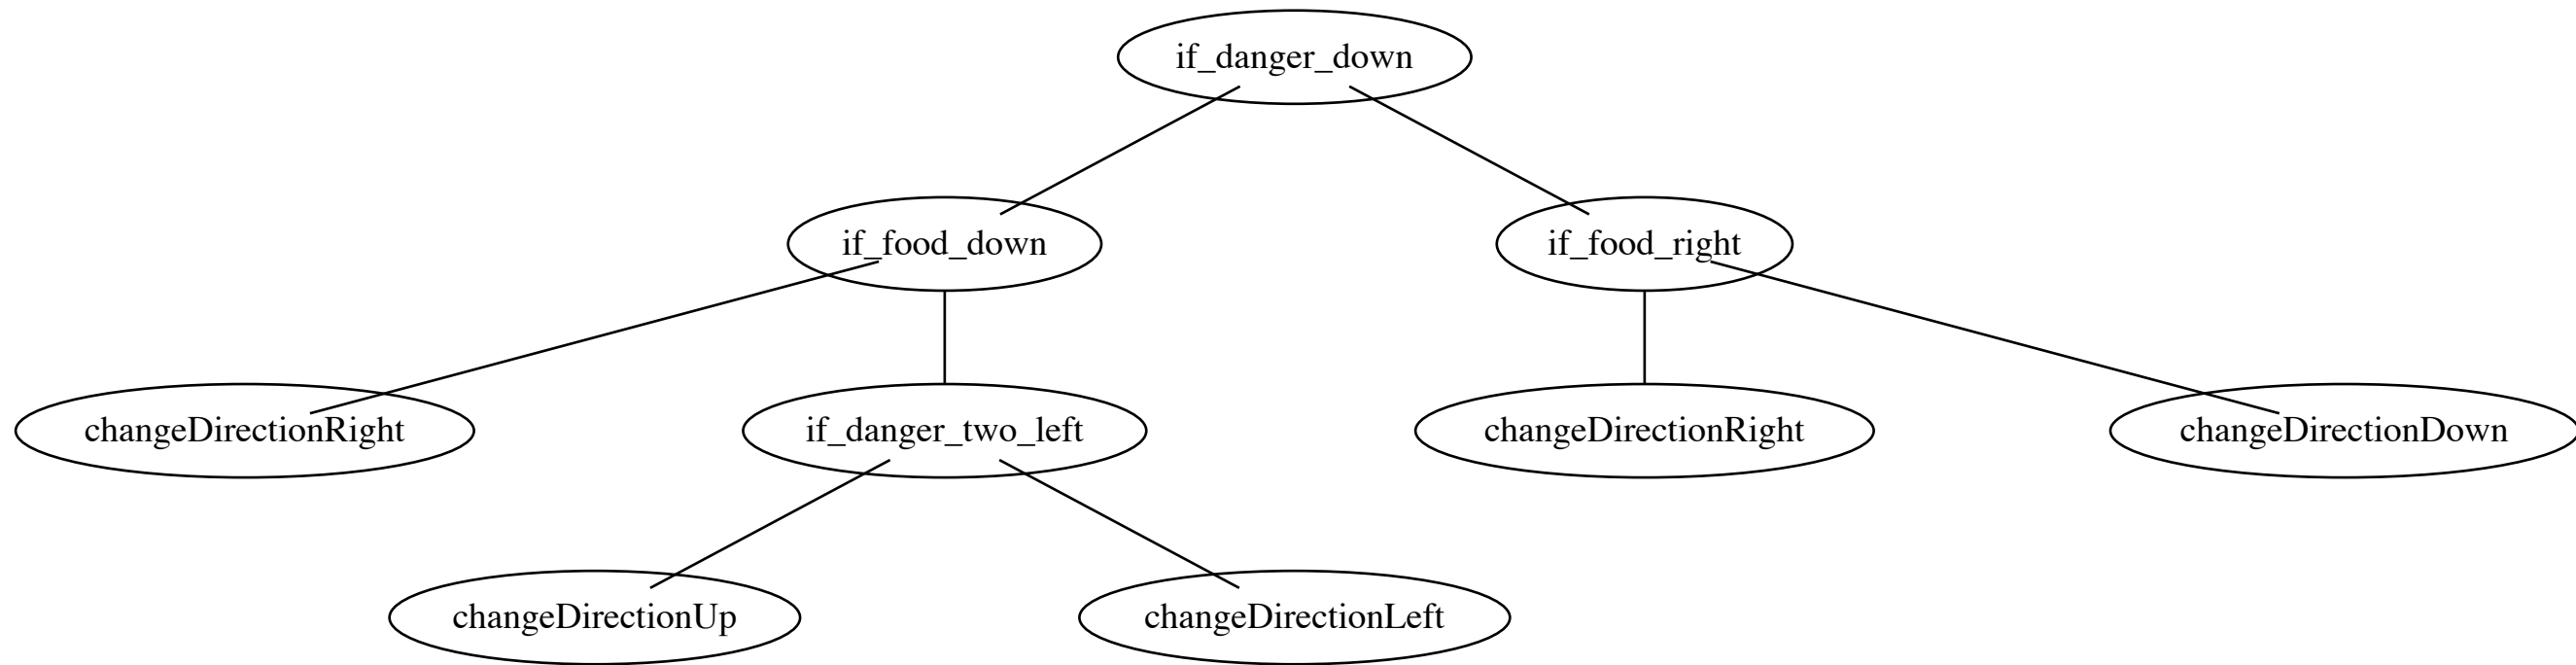 if_danger_down
if_food_down
if_food_right
changeDirectionRight
if_danger_two_left
changeDirectionRight
changeDirectionDown
changeDirectionUp
changeDirectionLeft